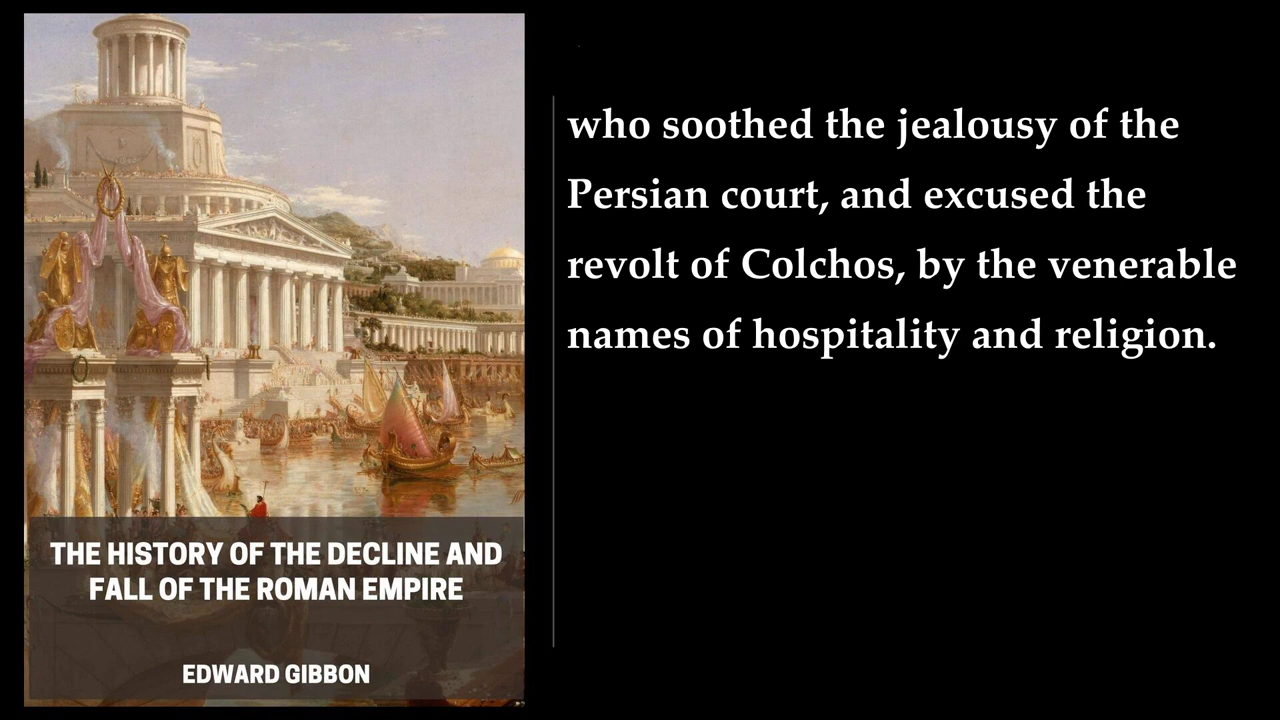 who soothed the jealousy of the
Persian court, and excused the
revolt of Colchos, by the venerable
names of hospitality and religion.
THE HISTORY OF THE DECLINE AND
FALL OF THE ROMAN EMPIRE
EDWARD GIBBON